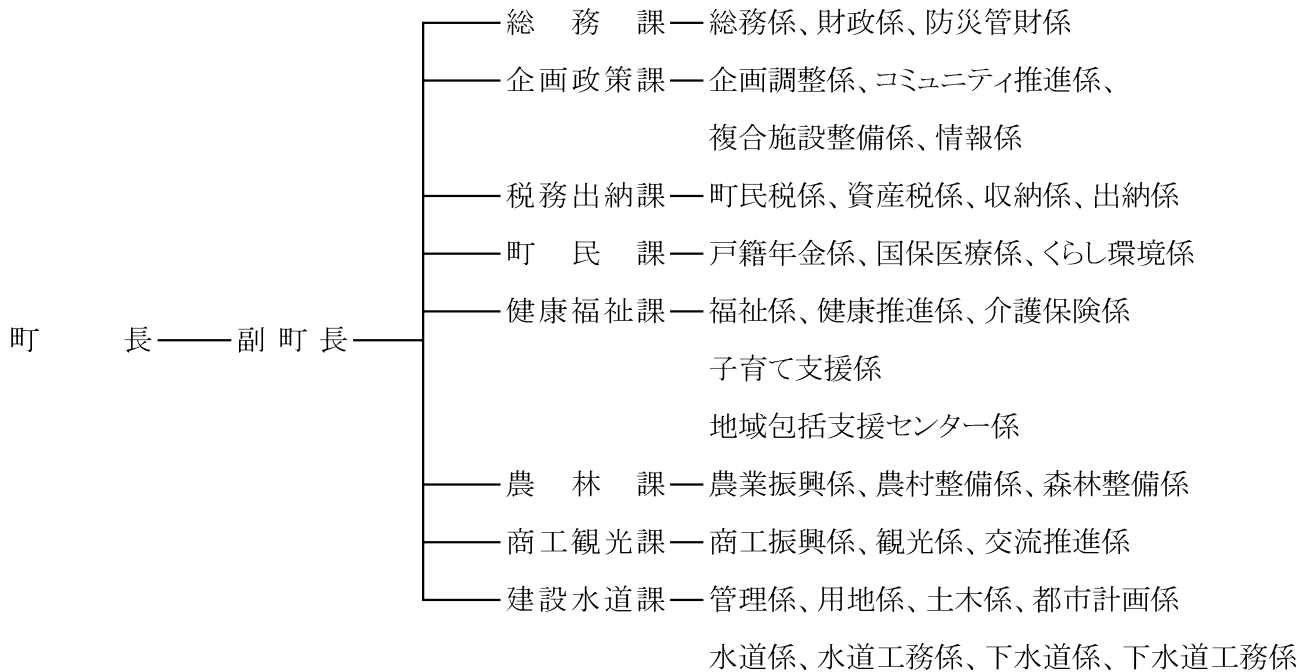 総務課 総務係、財政係、防災管財係
企画政策課 企画調整係、コミュニティ推進係、
複合施設整備係、情報係
税務出納課 町民税係、資産税係、収納係、出納係
町民課 戸籍年金係、国保医療係、くらし環境係
健康福祉課 福祉係、健康推進係、介護保険係
町長 副町長
子育て支援係
地域包括支援センター係
農林課 農業振興係、農村整備係、森林整備係
商工観光課 商工振興係、観光係、交流推進係
建設水道課 管理係、用地係、土木係、都市計画係
水道係、水道工務係、下水道係、下水道工務係